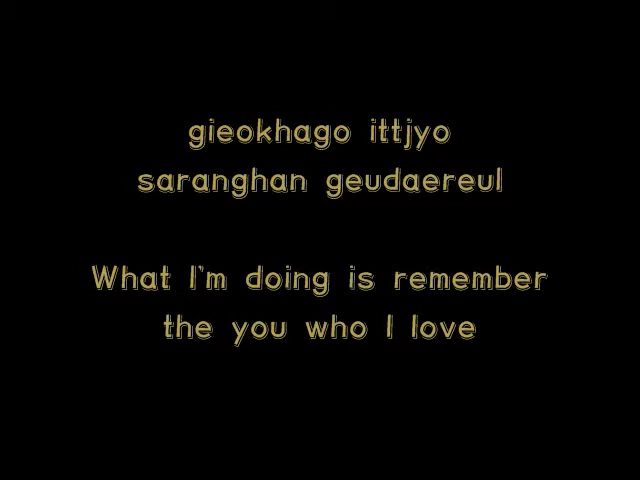 gieokhago ittjyo
saranghan geudaereul
What I'm doing is remember
the you who I love